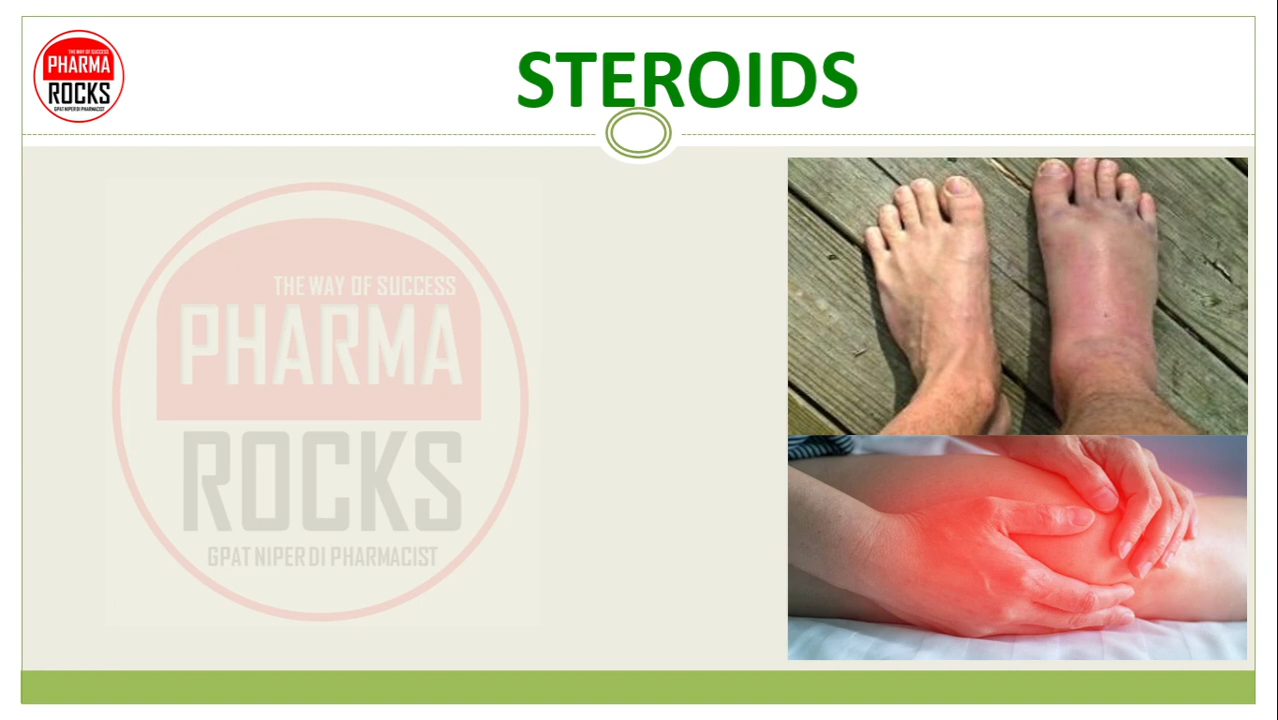 THE WAY OF SUCCESS
PHARMA
ROCKS
GPAT NIPER DI PHARMACIST
STEROIDS
THE WAY OF SUCCESS
PHARMA
ROCKS
GPAT NIPER DI PHARMACIST